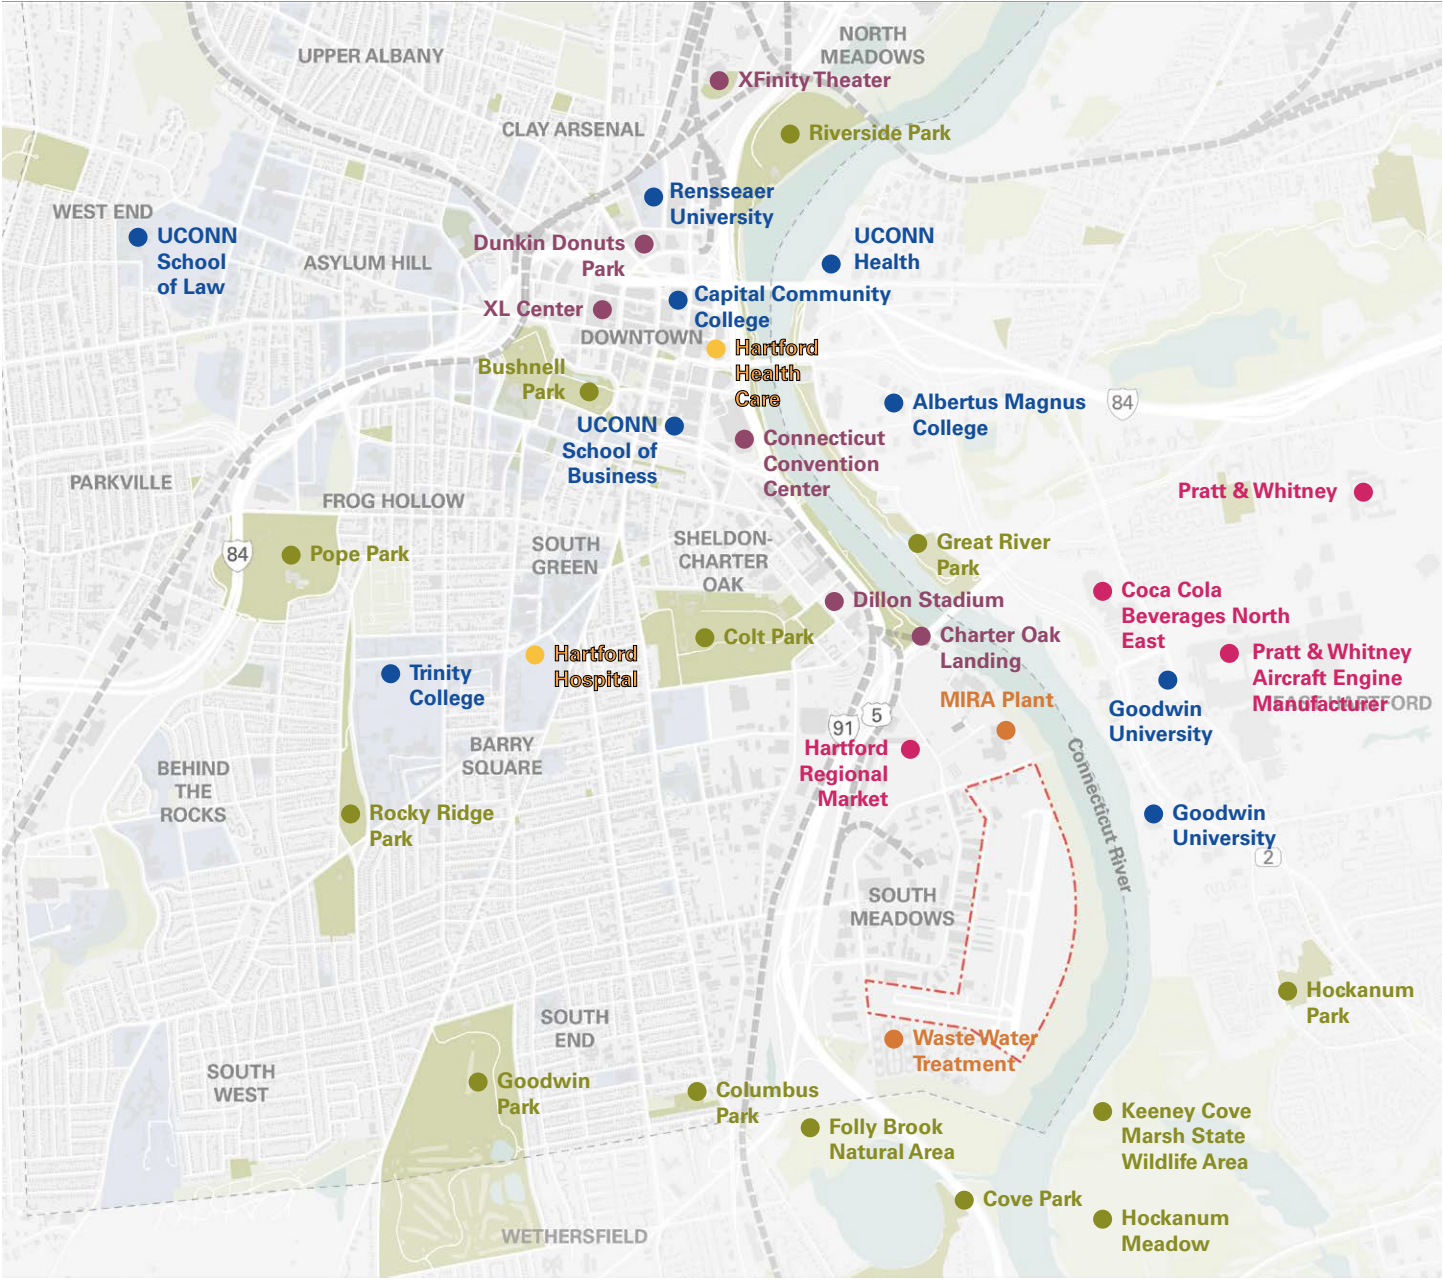 UPPER ALBANY
NORTH
MEADOWS
XFinity Theater
CLAY ARSENAL
Riverside Park
Rensseaer
University
WEST END
UCONN
School
of Law
ASYLUM HILL
Dunkin Donuts
Park
UCONN
Health
Capital Community
College
XL Center
DOWNTOWN
Hartford
Health
Care
Bushnell
Park
Albertus Magnus
College
84
UCONN
School of
Business
Connecticut
Convention
Center
PARKVILLE
FROG HOLLOW
Pratt & Whitney
84
Pope Park
SOUTH
GREEN
SHELDON-
CHARTER
OAK
Great River
Park
Dillon Stadium
Coca Cola
Beverages North
East
Colt Park
Charter Oak
Landing
Hartford
Hospital
Pratt & Whitney
Aircraft Engine
Manufacturer
EAST HARTFORD
Trinity
College
MIRA Plant
Goodwin
University
91
5
BARRY
SQUARE
Hartford
Regional
Market
Connecticut River
BEHIND
THE
ROCKS
Rocky Ridge
Park
Goodwin
University
2
SOUTH
MEADOWS
Hockanum
Park
SOUTH
END
Waste Water
Treatment
SOUTH
WEST
Goodwin
Park
Columbus
Park
Folly Brook
Natural Area
Keeney Cove
Marsh State
Wildlife Area
Cove Park
Hockanum
Meadow
WETHERSFIELD